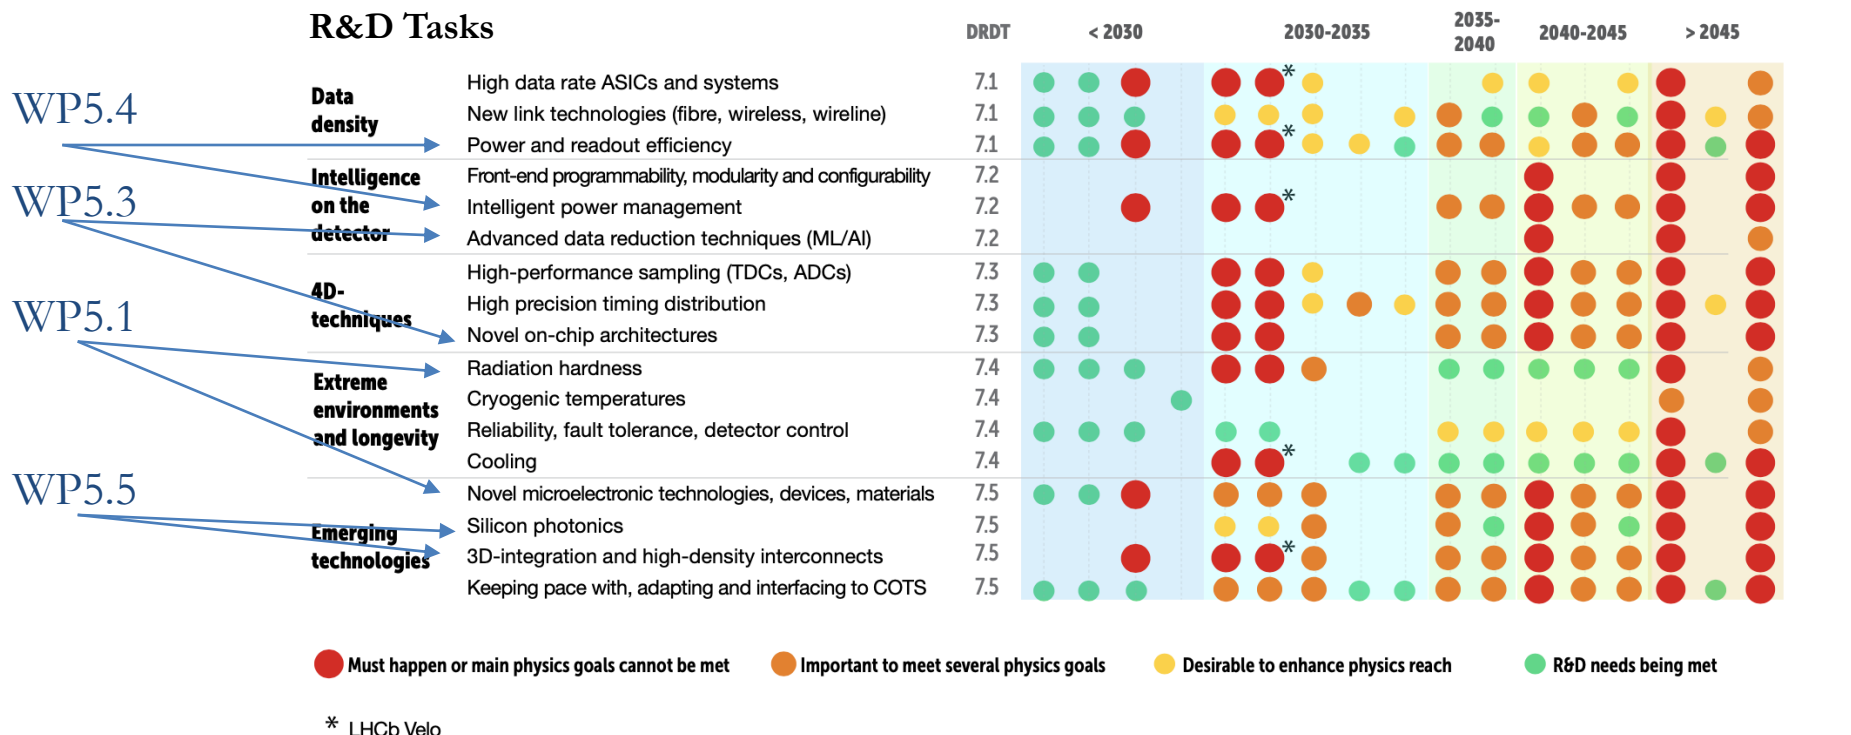 R&D Tasks
DRDT
< 2030
2030-2035
2035-
2040
2040-2045
> 2045
WP5.4
WP5.3
WP5.1
WP5.5
Data
density
High data rate ASICs and systems 7.1
*
New link technologies (fibre, wireless, wireline) 7.1
Power and readout efficiency 7.1
*
Intelligence
on the
detector
Front-end programmability, modularity and configurability 7.2
Intelligent power management 7.2
*
Advanced data reduction techniques (ML/AI) 7.2
4D-
techniques
High-performance sampling (TDCs, ADCs) 7.3
High precision timing distribution 7.3
Novel on-chip architectures 7.3
Extreme
environments
and longevity
Radiation hardness 7.4
Cryogenic temperatures 7.4
Reliability, fault tolerance, detector control 7.4
Cooling 7.4
*
Emerging
technologies
Novel microelectronic technologies, devices, materials 7.5
Silicon photonics 7.5
3D-integration and high-density interconnects 7.5
*
Keeping pace with, adapting and interfacing to COTS 7.5
Must happen or main physics goals cannot be met
Important to meet several physics goals
Desirable to enhance physics reach
R&D needs being met
* LHCb Velo